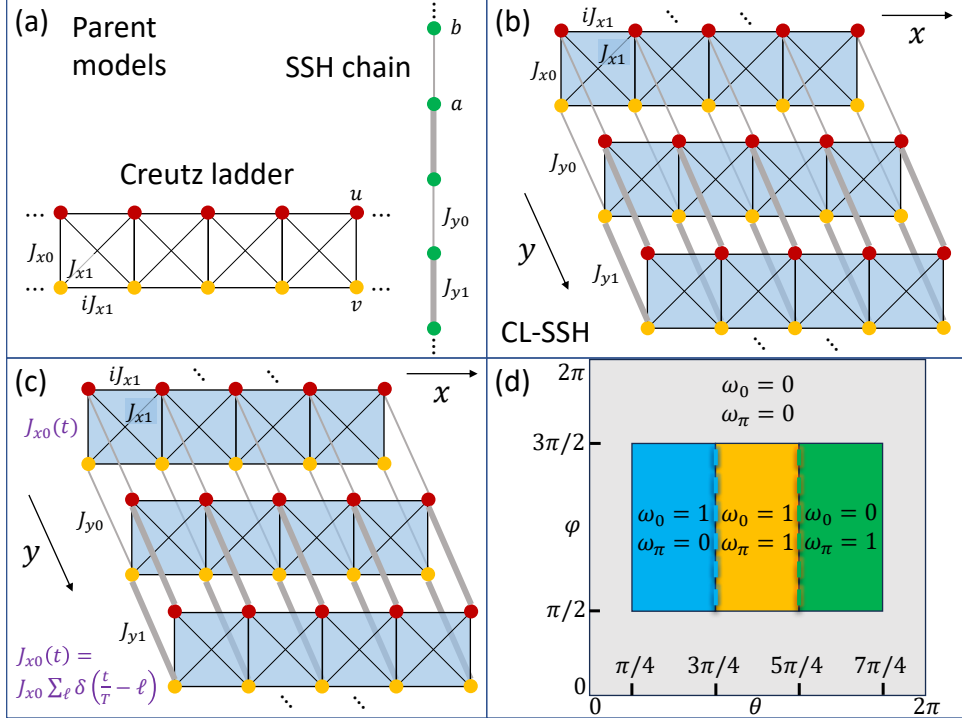 (a)
Parent
models
SSH chain
b
a
Creutz ladder
u
...
...
J_{x0}
J_{x1}
J_{y0}
...
...
iJ_{x1}
v
J_{y1}
(b)
iJ_{x1}
x
J_{x0}
J_{x1}
J_{y0}
y
J_{y1}
CL-SSH
(c)
iJ_{x1}
x
J_{x0}(t)
J_{x1}
J_{y0}
y
J_{y1}
J_{x0}(t) =
J_{x0} ∑_ℓ δ(t/T − ℓ)
(d)
2π
ω_0 = 0
ω_π = 0
3π/2
ω_0 = 1
ω_π = 0
ω_0 = 1
ω_π = 1
ω_0 = 0
ω_π = 1
φ
π/2
π/4
3π/4
5π/4
7π/4
0
0
θ
2π